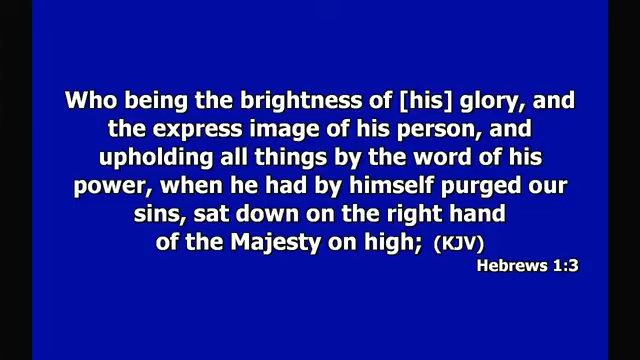 Who being the brightness of [his] glory, and
the express image of his person, and
upholding all things by the word of his
power, when he had by himself purged our
sins, sat down on the right hand
of the Majesty on high; (KJV)
Hebrews 1:3